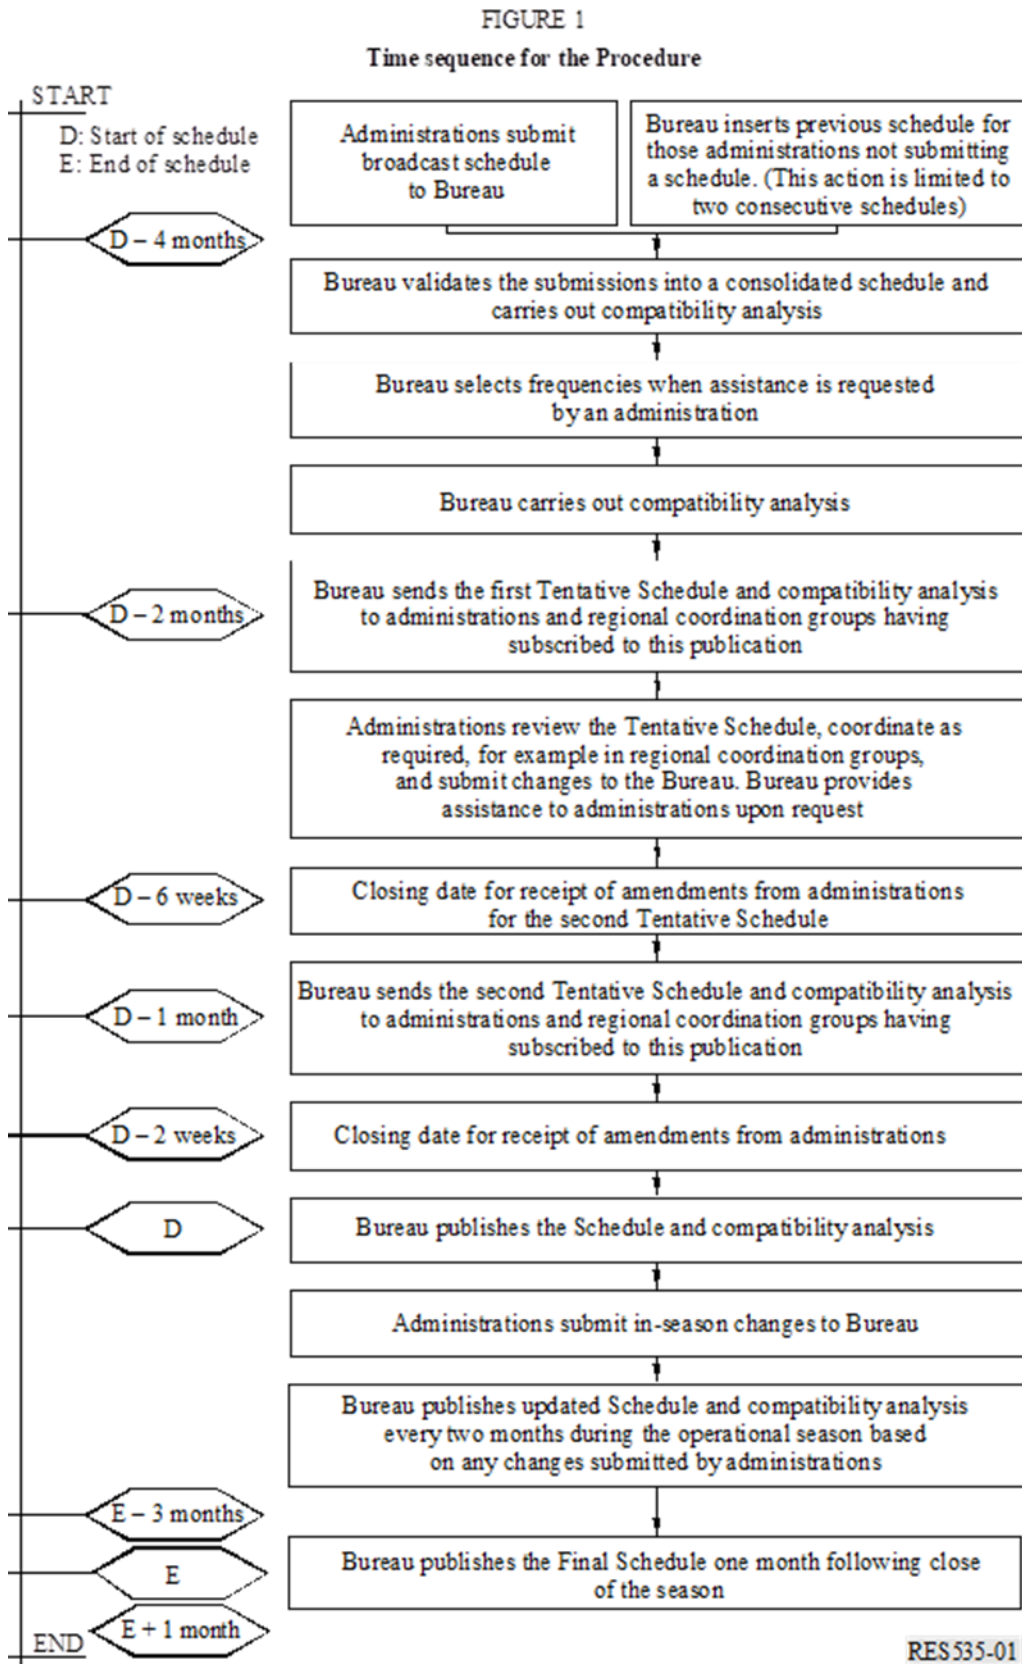 FIGURE 1
Time sequence for the Procedure
START
D: Start of schedule
E: End of schedule
Administrations submit
broadcast schedule
to Bureau
Bureau inserts previous schedule for
those administrations not submitting
a schedule. (This action is limited to
two consecutive schedules)
D – 4 months
Bureau validates the submissions into a consolidated schedule and
carries out compatibility analysis
Bureau selects frequencies when assistance is requested
by an administration
Bureau carries out compatibility analysis
D – 2 months
Bureau sends the first Tentative Schedule and compatibility analysis
to administrations and regional coordination groups having
subscribed to this publication
Administrations review the Tentative Schedule, coordinate as
required, for example in regional coordination groups,
and submit changes to the Bureau. Bureau provides
assistance to administrations upon request
D – 6 weeks
Closing date for receipt of amendments from administrations
for the second Tentative Schedule
D – 1 month
Bureau sends the second Tentative Schedule and compatibility analysis
to administrations and regional coordination groups having
subscribed to this publication
D – 2 weeks
Closing date for receipt of amendments from administrations
D
Bureau publishes the Schedule and compatibility analysis
Administrations submit in-season changes to Bureau
Bureau publishes updated Schedule and compatibility analysis
every two months during the operational season based
on any changes submitted by administrations
E – 3 months
E
Bureau publishes the Final Schedule one month following close
of the season
E + 1 month
END
RES535-01